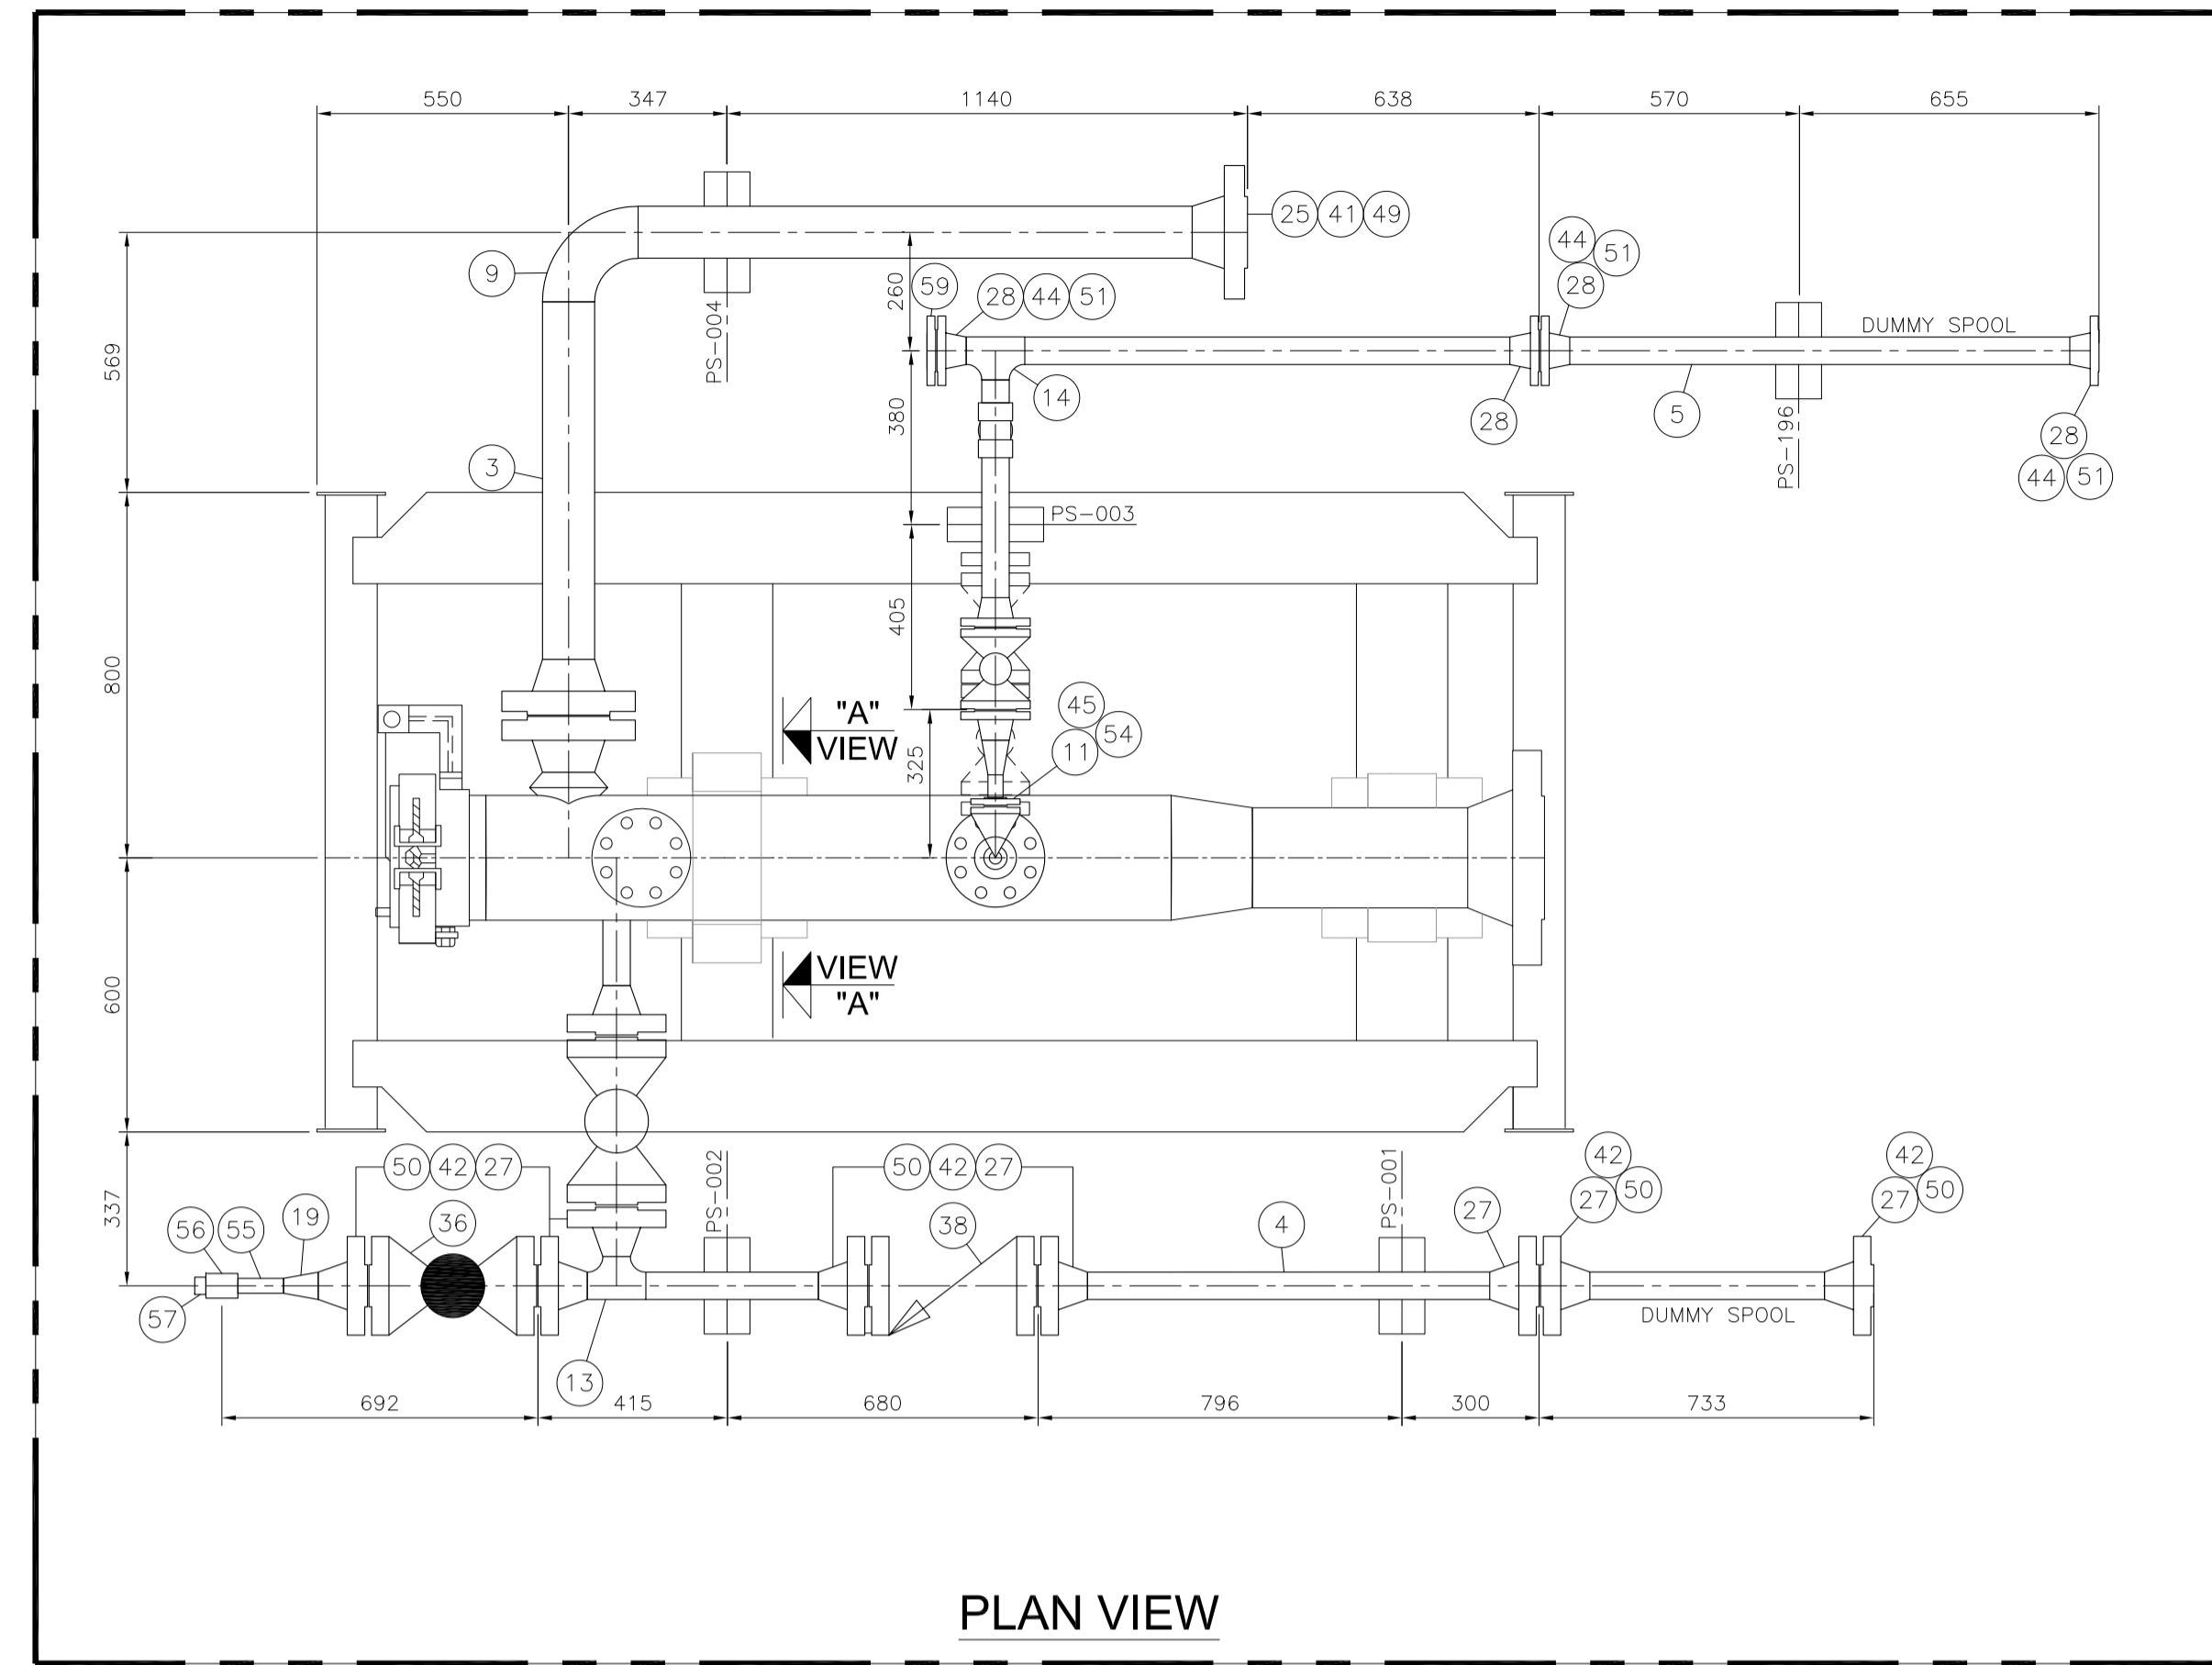 550 347 1140 638 570 655
25 41 49
44 51
28
9
59
28 44 51
260
569
PS-004
DUMMY SPOOL
14
380
28
5
PS-196
28
44 51
3
PS-003
405
800
"A"
VIEW
45
54
11
325
VIEW
"A"
600
50 42 27
50 42 27
42
27 50
42
27 50
337
PS-002
PS-001
56 55 19 36
38
4
27
57
DUMMY SPOOL
13
692 415 680 796 300 733
PLAN VIEW